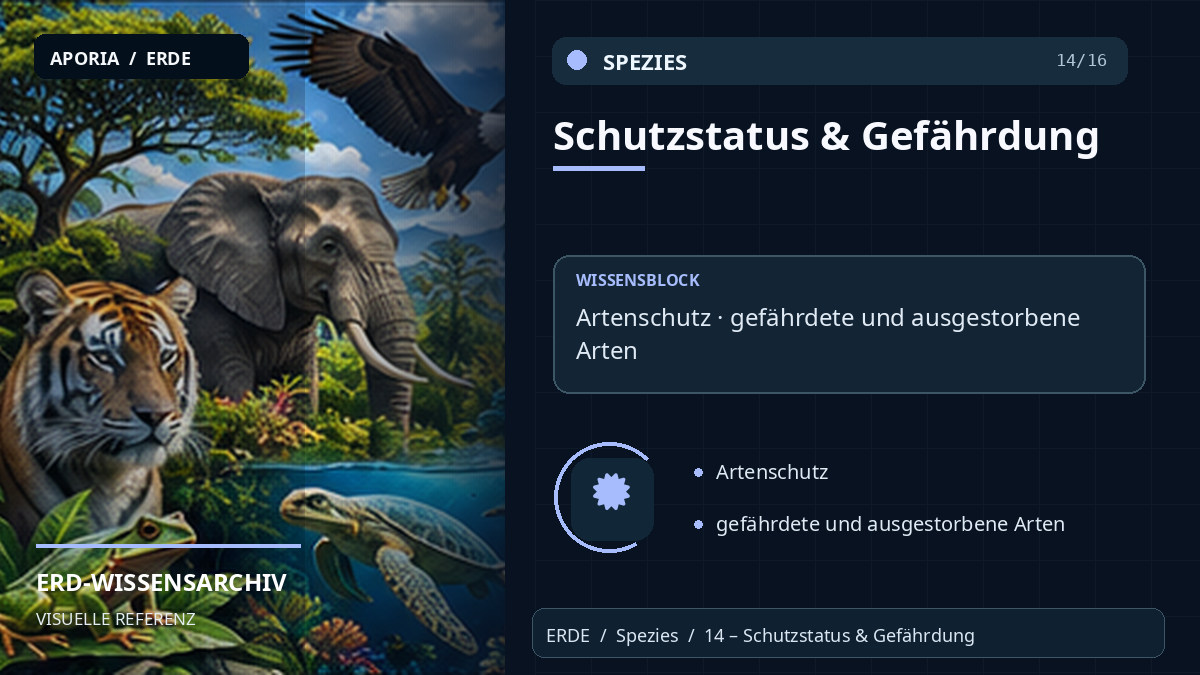 APORIA / ERDE
ERD-WISSENSARCHIV
VISUELLE REFERENZ
SPEZIES
14/16
Schutzstatus & Gefährdung
WISSENSBLOCK
Artenschutz · gefährdete und ausgestorbene
Arten
Artenschutz
gefährdete und ausgestorbene Arten
ERDE / Spezies / 14 – Schutzstatus & Gefährdung